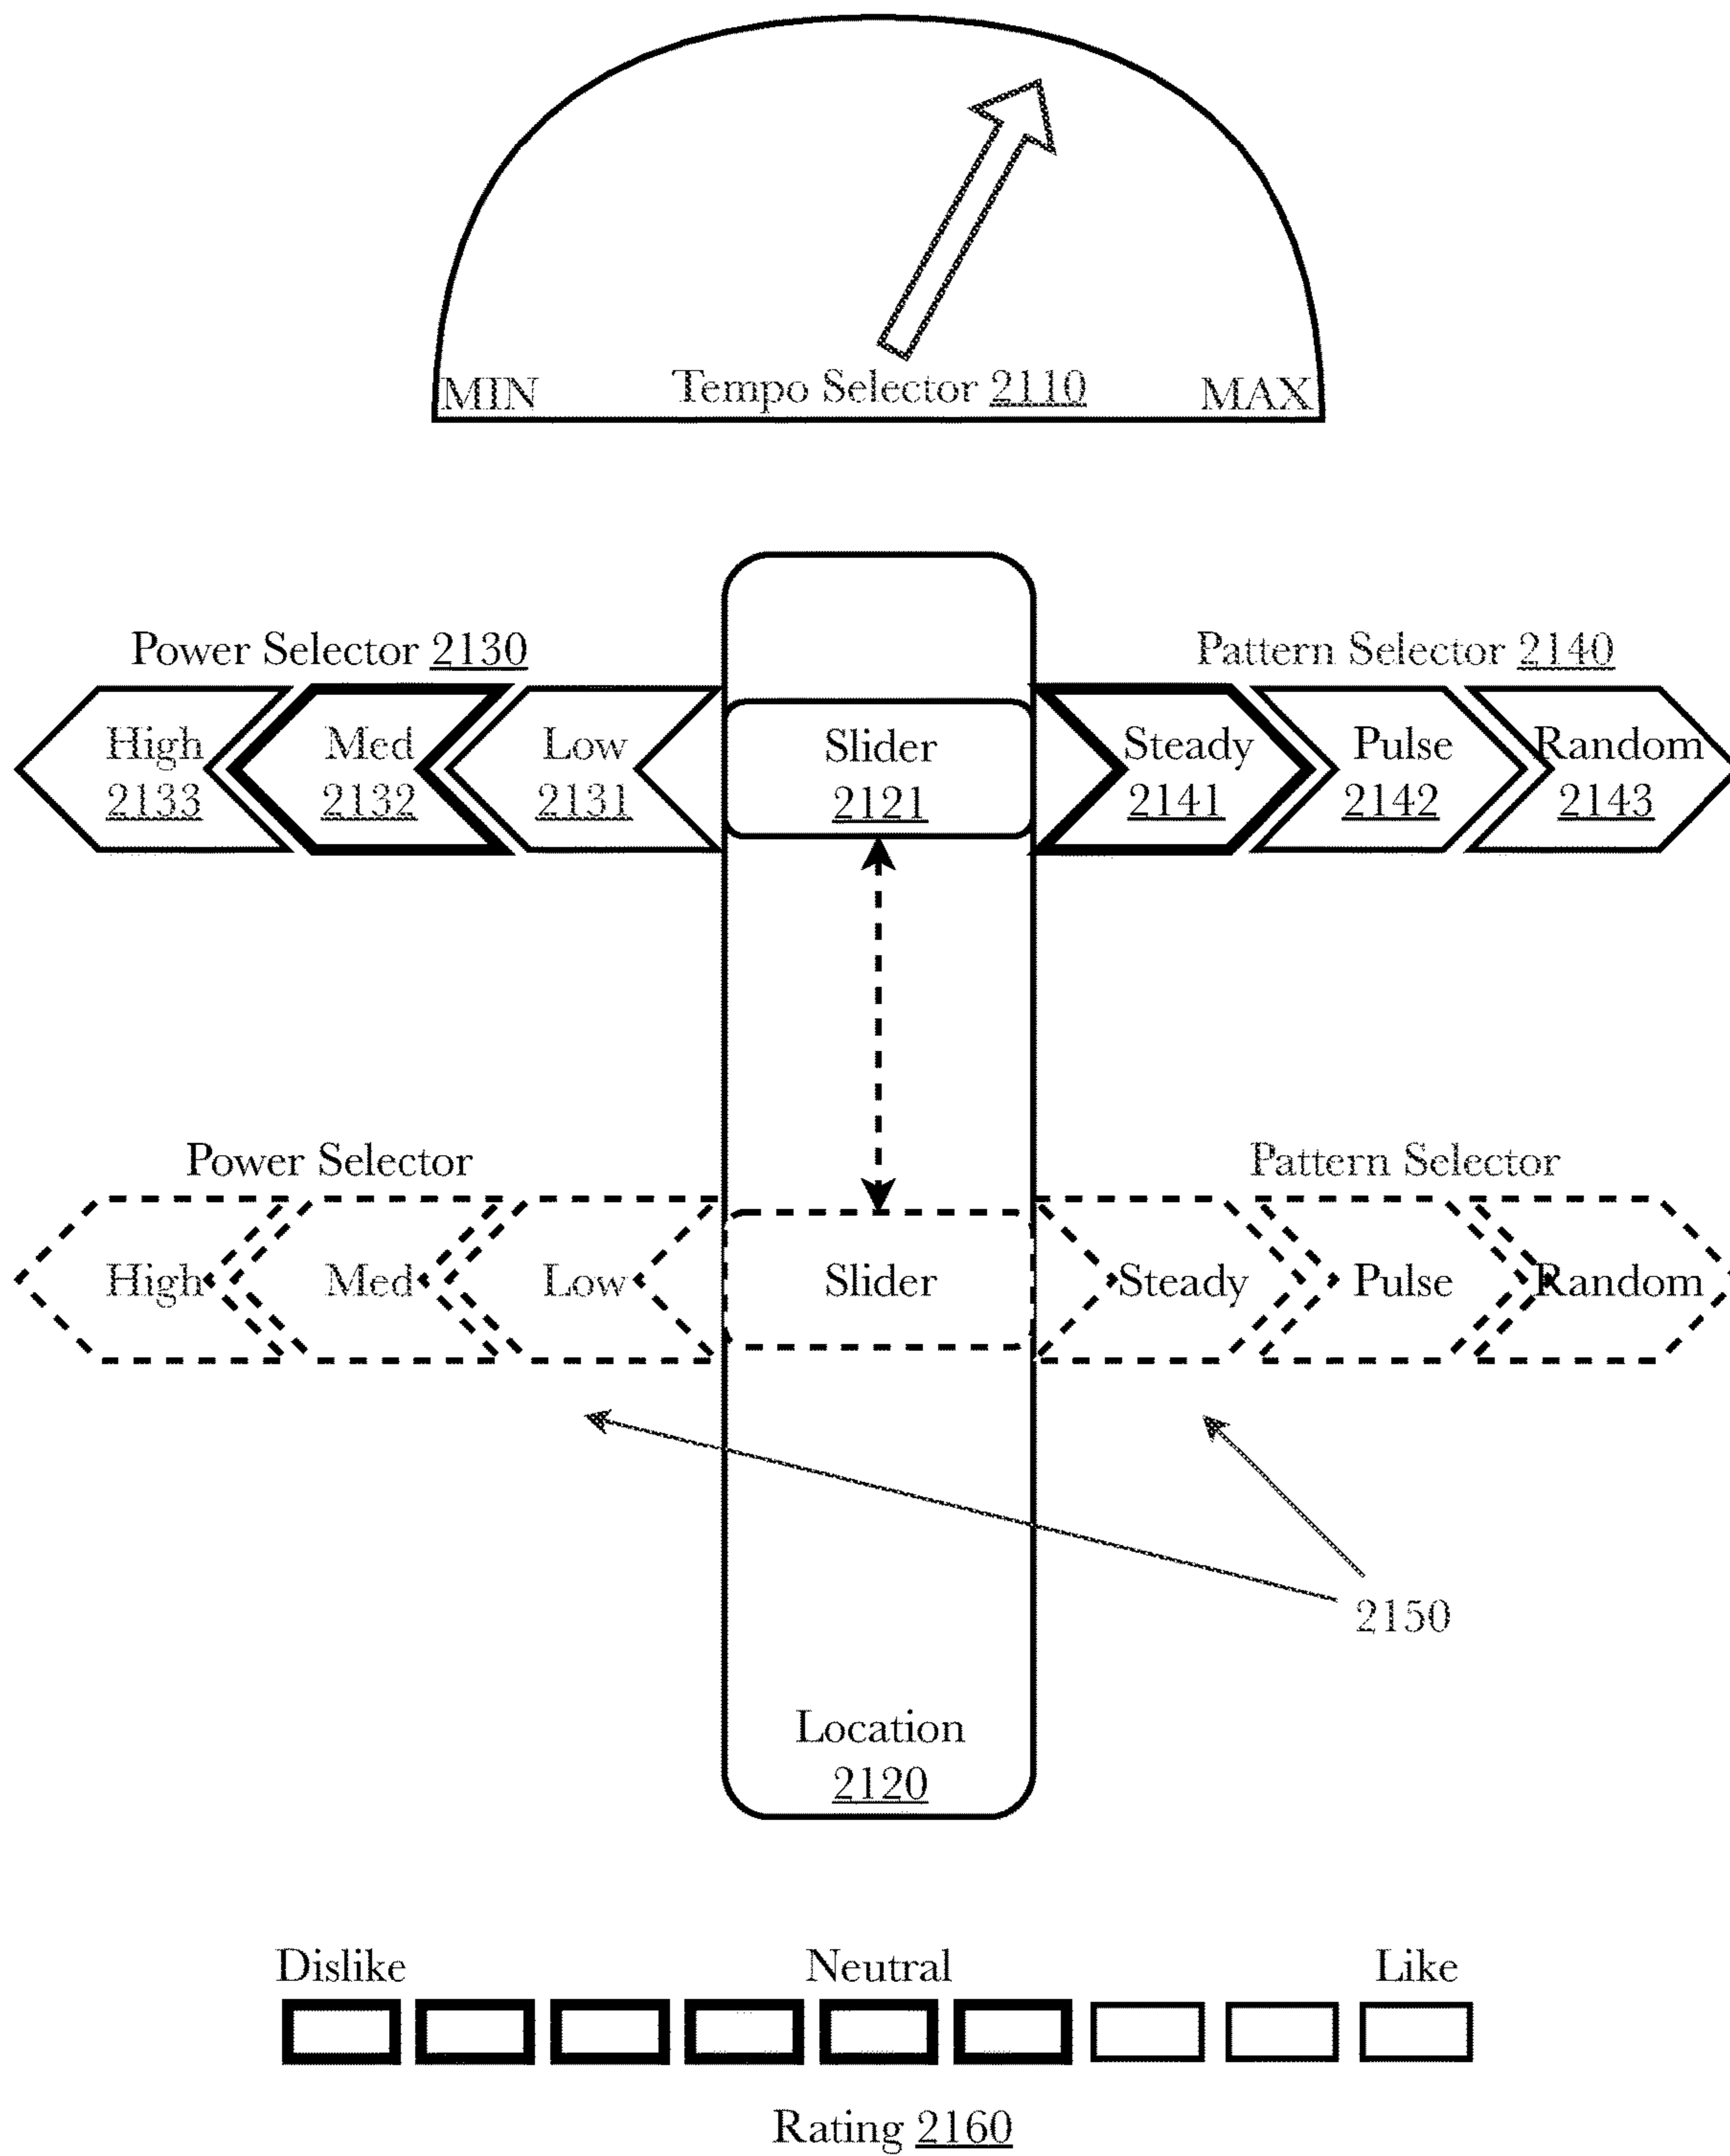 MIN Tempo Selector 2110 MAX
Power Selector 2130
Pattern Selector 2140
High
2133
Med
2132
Low
2131
Slider
2121
Steady
2141
Pulse
2142
Random
2143
Power Selector
Pattern Selector
High Med Low Slider Steady Pulse Random
2150
Location
2120
Dislike Neutral Like
Rating 2160